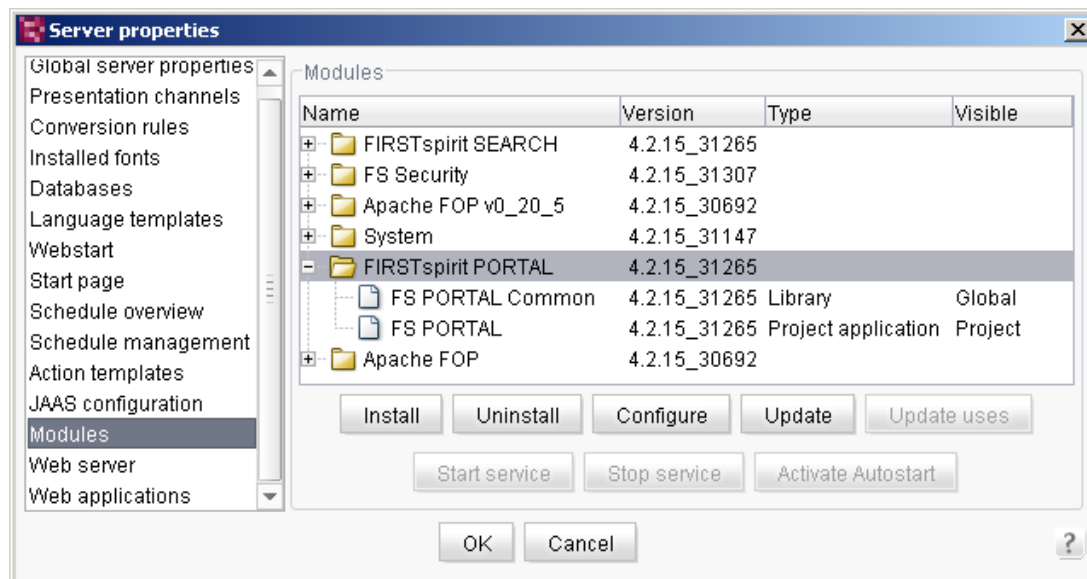 Server properties
Global server properties
Presentation channels
Conversion rules
Installed fonts
Databases
Language templates
Webstart
Start page
Schedule overview
Schedule management
Action templates
JAAS configuration
Modules
Web server
Web applications
Modules
Name Version Type Visible
FIRSTspirit SEARCH 4.2.15_31265
FS Security 4.2.15_31307
Apache FOP v0_20_5 4.2.15_30692
System 4.2.15_31147
FIRSTspirit PORTAL 4.2.15_31265
FS PORTAL Common 4.2.15_31265 Library Global
FS PORTAL 4.2.15_31265 Project application Project
Apache FOP 4.2.15_30692
Install Uninstall Configure Update Update uses
Start service Stop service Activate Autostart
OK Cancel ?